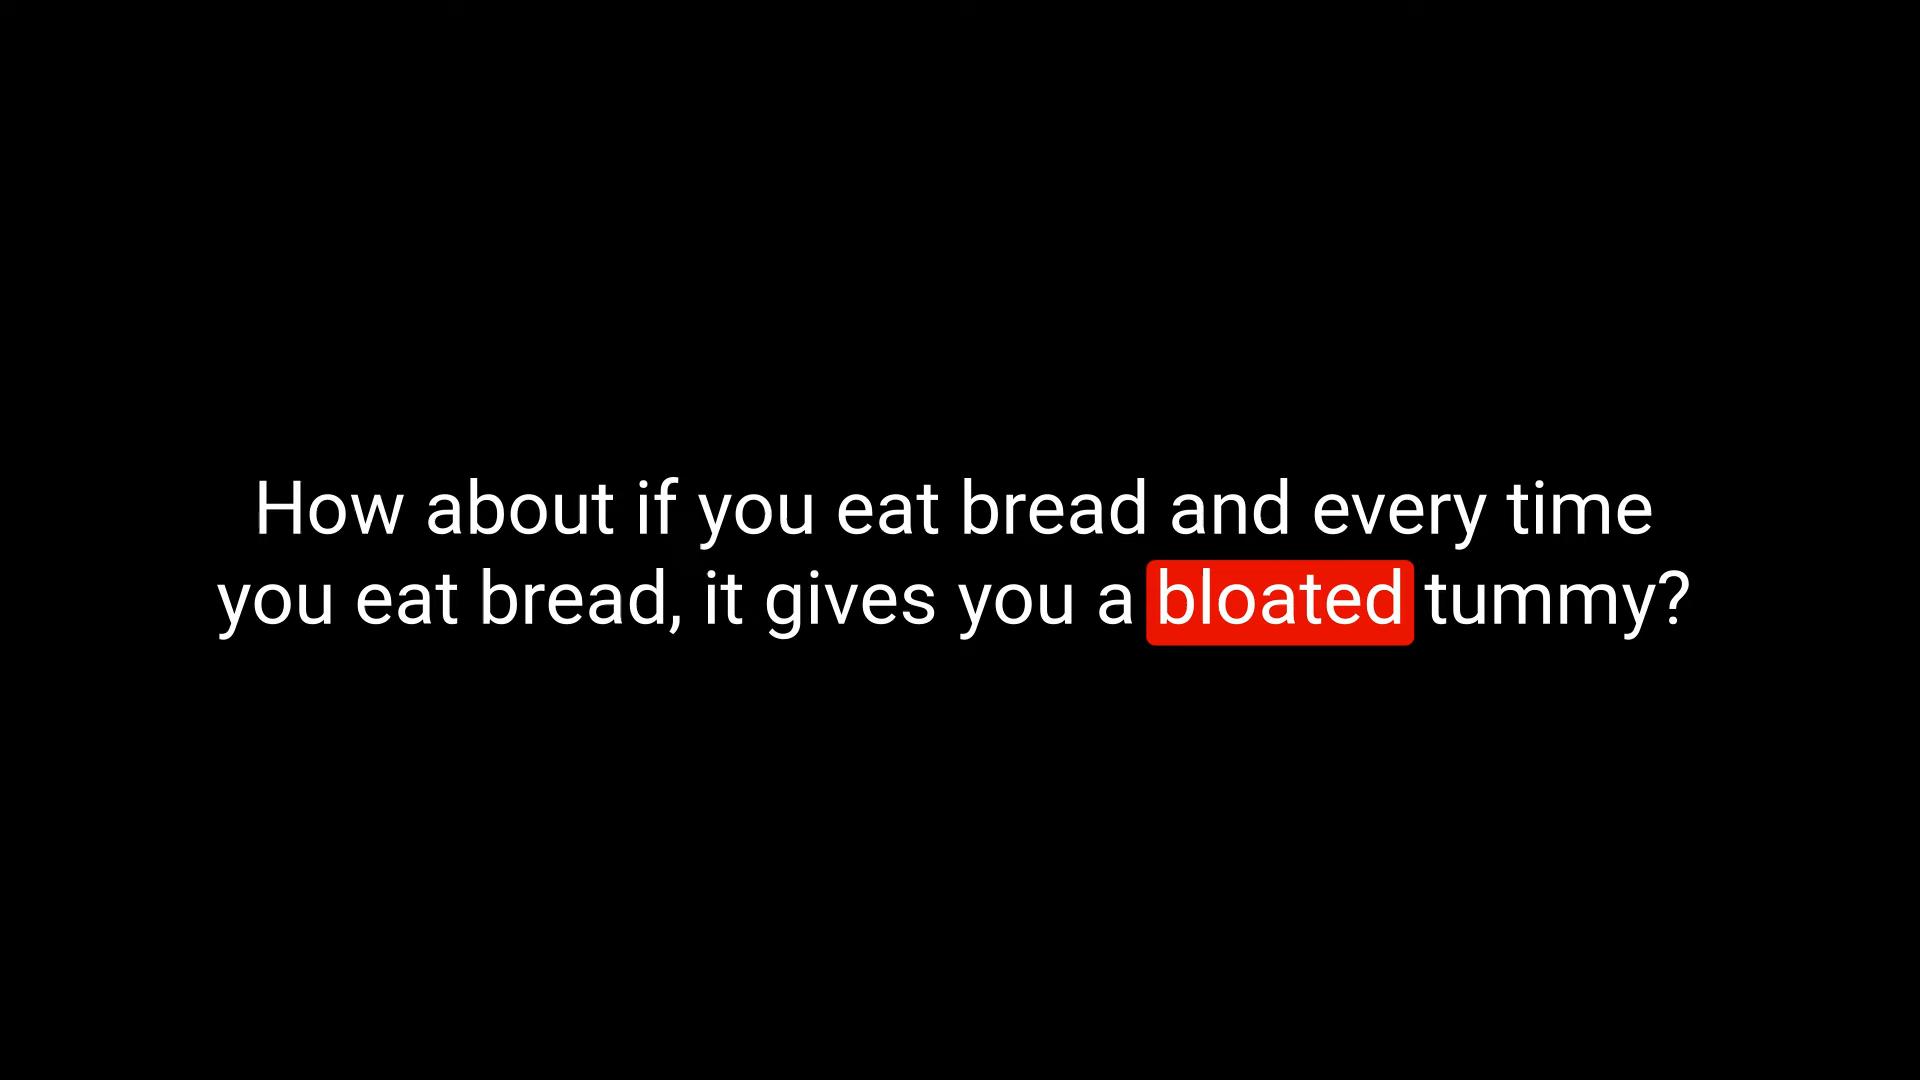 How about if you eat bread and every time
you eat bread, it gives you a bloated tummy?